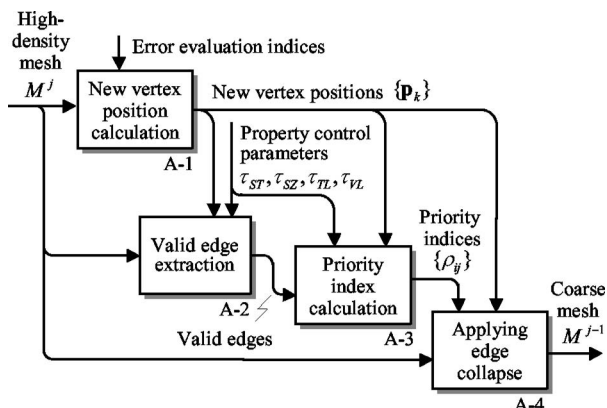 High-
density
mesh
M^j
Error evaluation indices
New vertex
position
calculation
A-1
New vertex positions {p_k}
Property control
parameters
τ_ST, τ_SZ, τ_TL, τ_VL
Valid edge
extraction
A-2
Priority
index
calculation
A-3
Priority
indices
{ρ_ij}
Valid edges
Applying
edge
collapse
A-4
Coarse
mesh
M^{j-1}